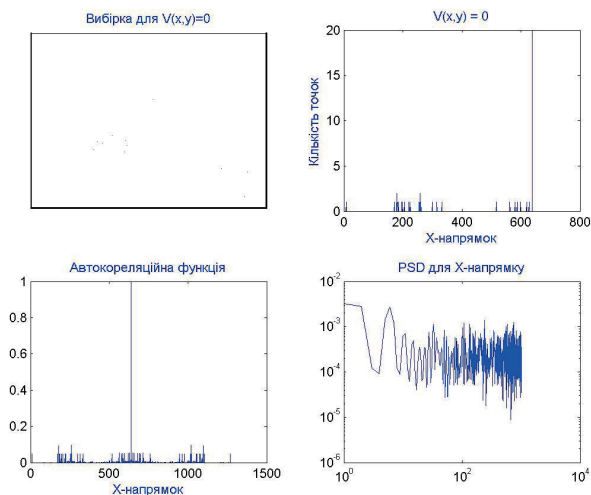 Вибірка для V(x,y)=0
V(x,y) = 0
20
15
10
5
0
Кількість точок
0 200 400 600 800
X-напрямок
Автокореляційна функція
1
0.8
0.6
0.4
0.2
0
0 500 1000 1500
X-напрямок
PSD для X-напрямку
10⁻²
10⁻³
10⁻⁴
10⁻⁵
10⁻⁶
10⁰ 10² 10⁴